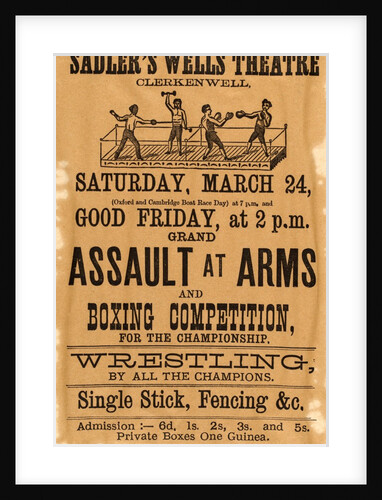 SADLER'S WELLS THEATRE
CLERKENWELL,
SATURDAY, MARCH 24,
(Oxford and Cambridge Boat Race Day) at 7 p.m. and
GOOD FRIDAY, at 2 p.m.
GRAND
ASSAULT AT ARMS
AND
BOXING COMPETITION,
FOR THE CHAMPIONSHIP.
WRESTLING,
BY ALL THE CHAMPIONS.
Single Stick, Fencing &c.
Admission :— 6d, 1s. 2s, 3s. and 5s.
Private Boxes One Guinea.